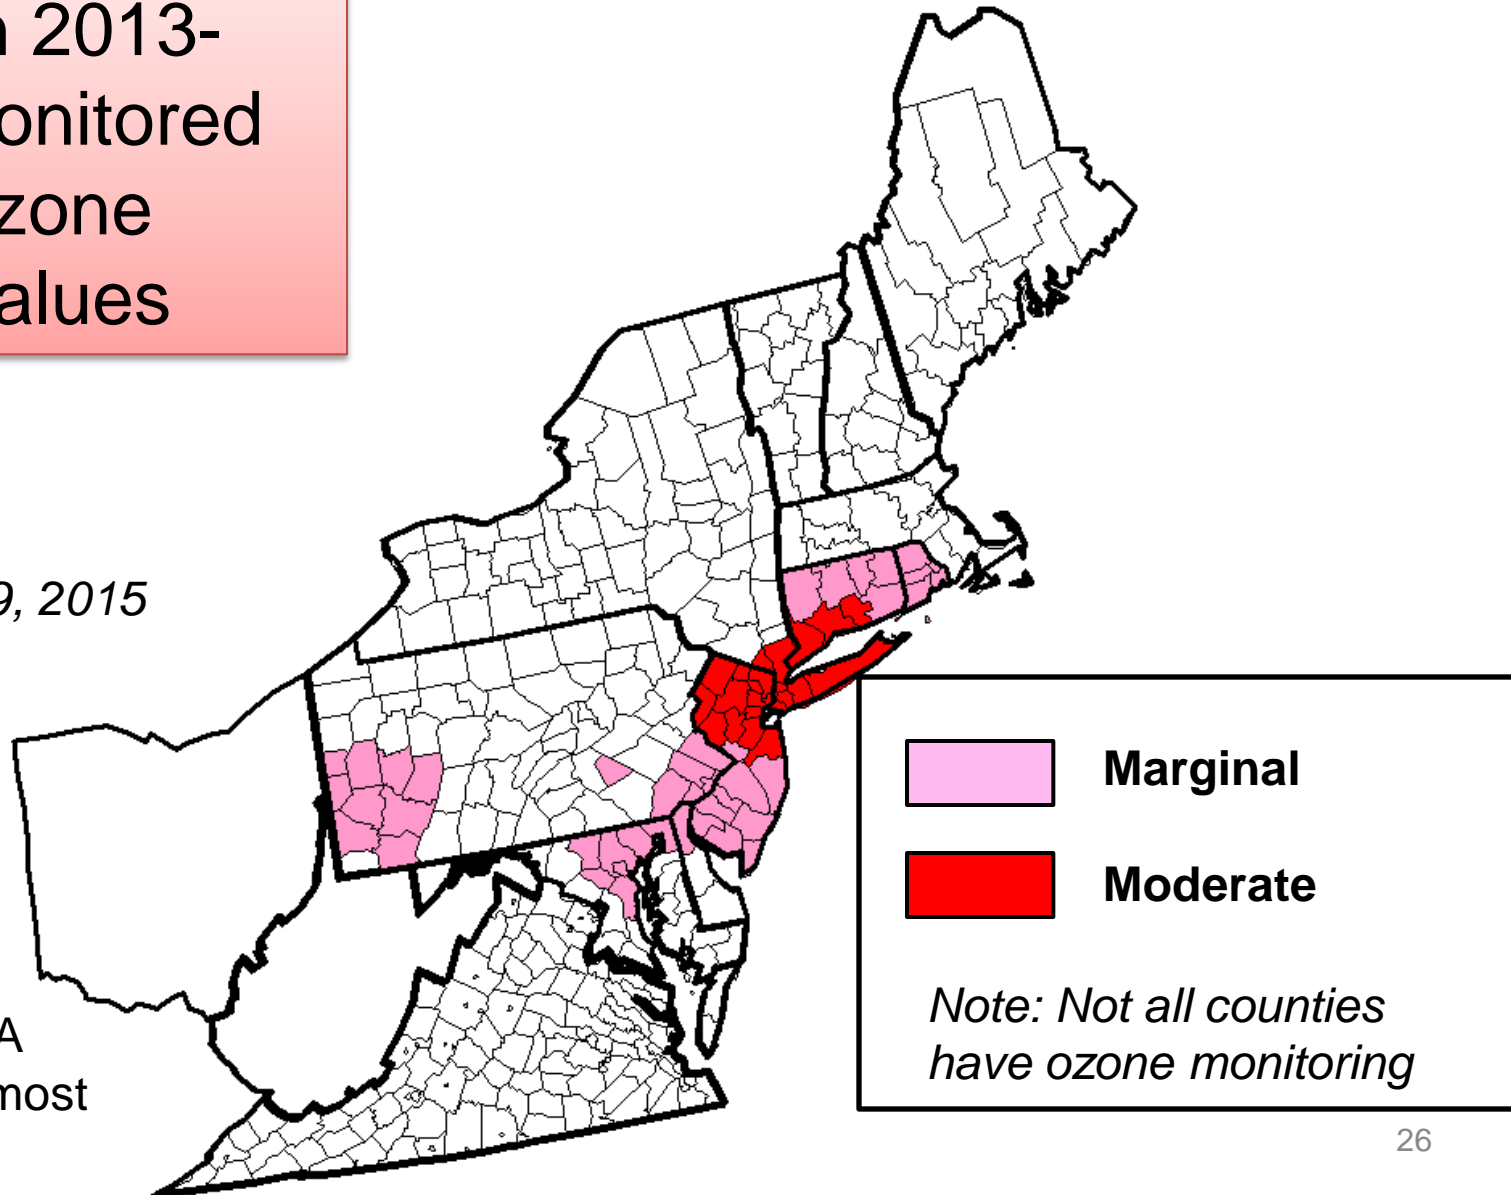 2013-
onitored
zone
alues
9, 2015
A
most
Marginal
Moderate
Note: Not all counties
have ozone monitoring
26